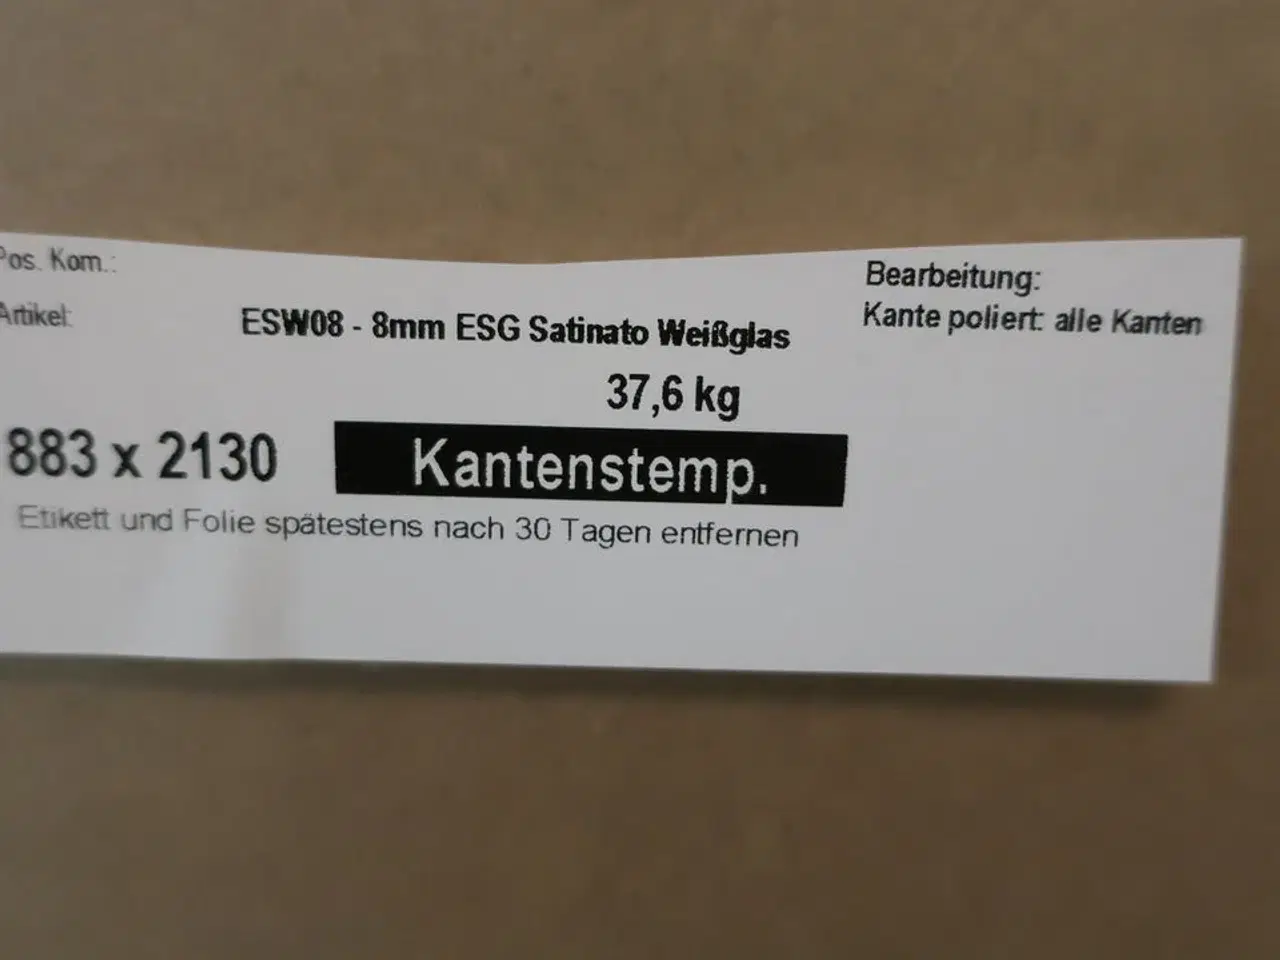 Pos. Kom.:
Artikel:
ESW08 - 8mm ESG Satinato Weißglas
37,6 kg
883 x 2130
Kantenstemp.
Etikett und Folie spätestens nach 30 Tagen entfernen
Bearbeitung:
Kante poliert: alle Kanten